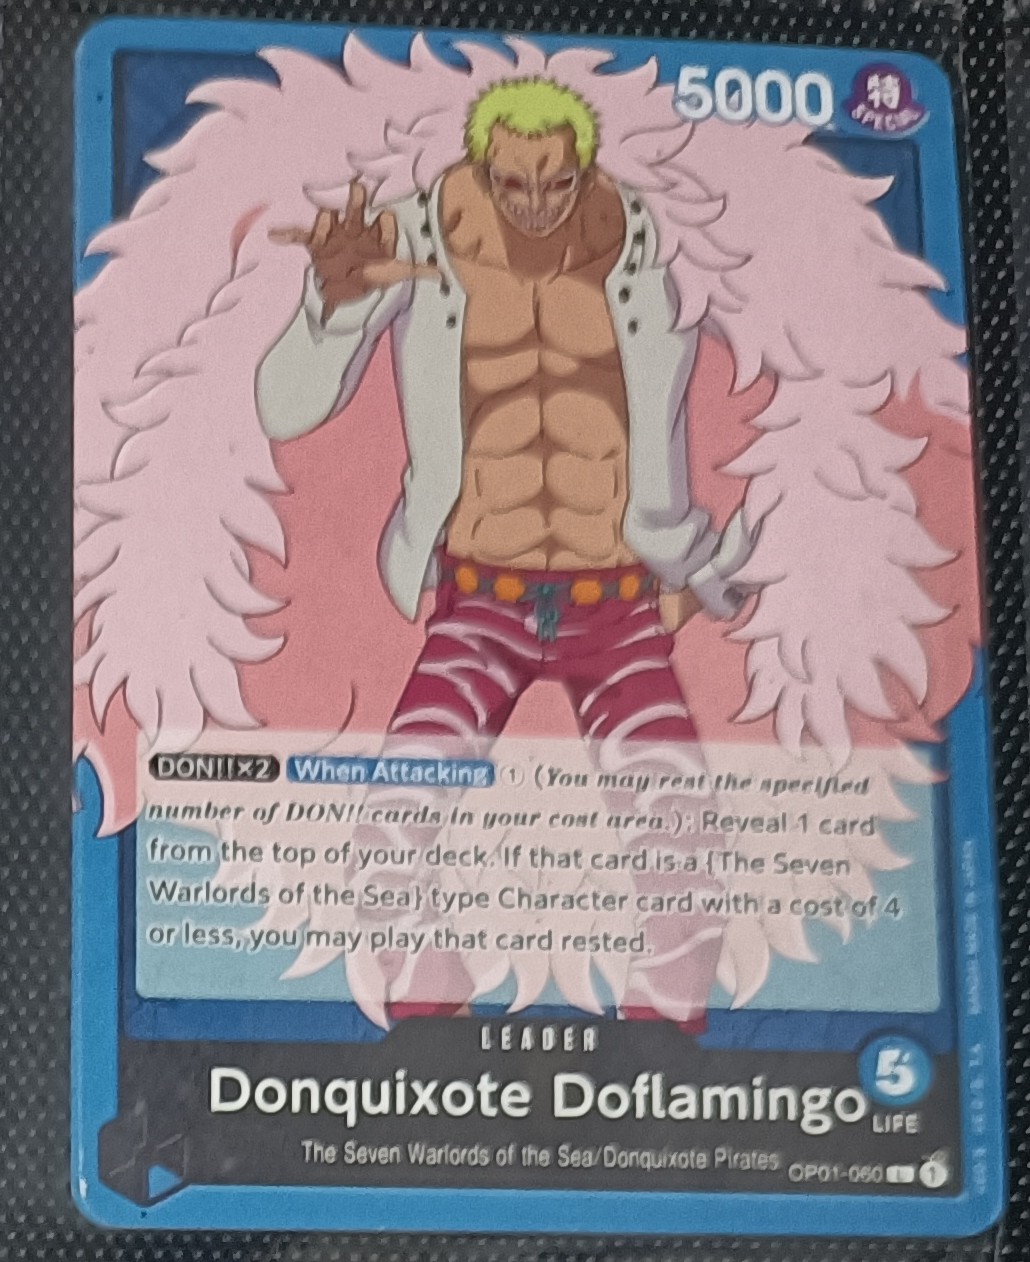 5000
特
SPECIAL
DON!!×2 When Attacking ① (You may rest the specified
number of DON!! cards in your cost area.): Reveal 1 card
from the top of your deck. If that card is a {The Seven
Warlords of the Sea} type Character card with a cost of 4
or less, you may play that card rested.
LEADER
Donquixote Doflamingo
5
LIFE
The Seven Warlords of the Sea/Donquixote Pirates
OP01-060 L 1